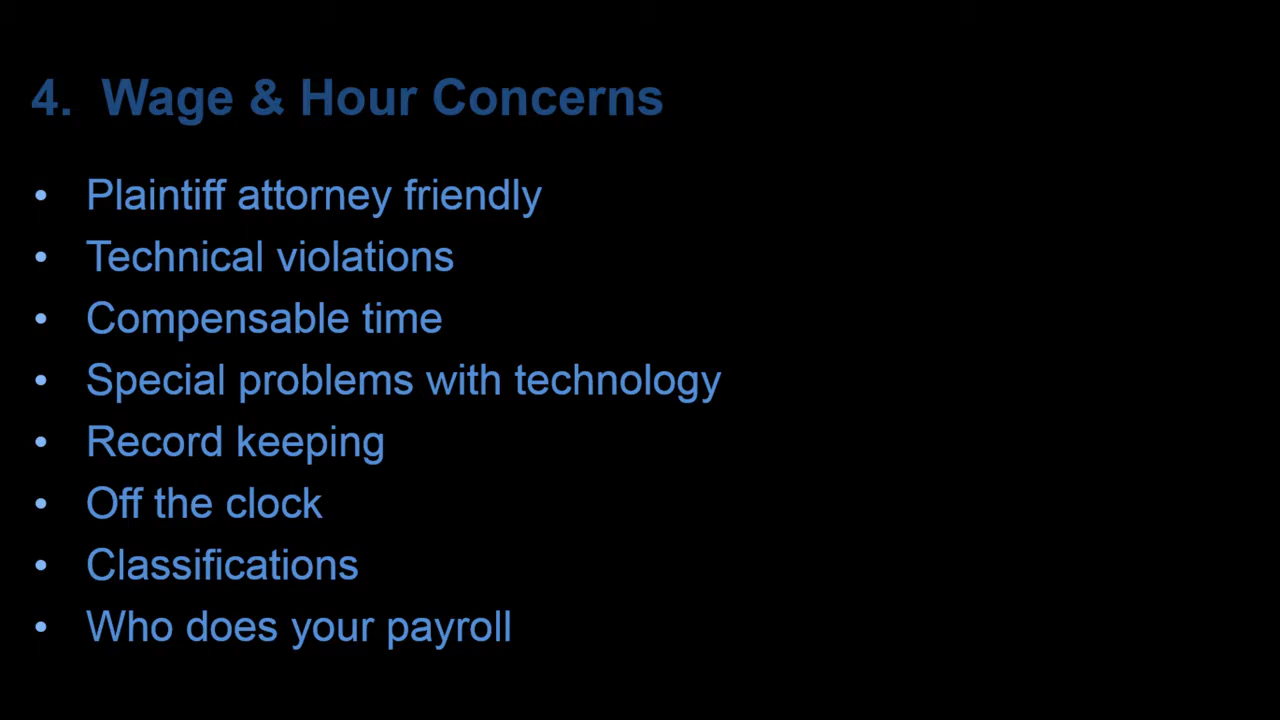 4. Wage & Hour Concerns
• Plaintiff attorney friendly
• Technical violations
• Compensable time
• Special problems with technology
• Record keeping
• Off the clock
• Classifications
• Who does your payroll